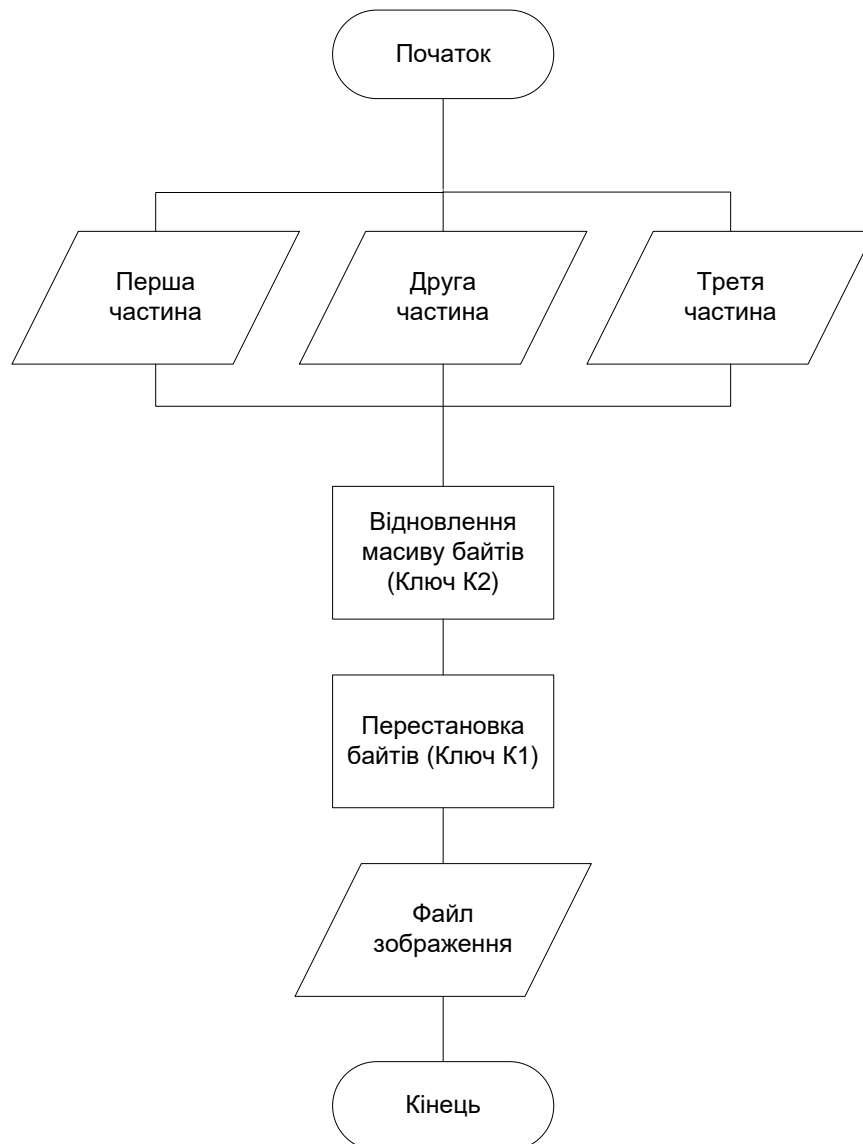 Початок
Перша
частина
Друга
частина
Третя
частина
Відновлення
масиву байтів
(Ключ К2)
Перестановка
байтів (Ключ К1)
Файл
зображення
Кінець